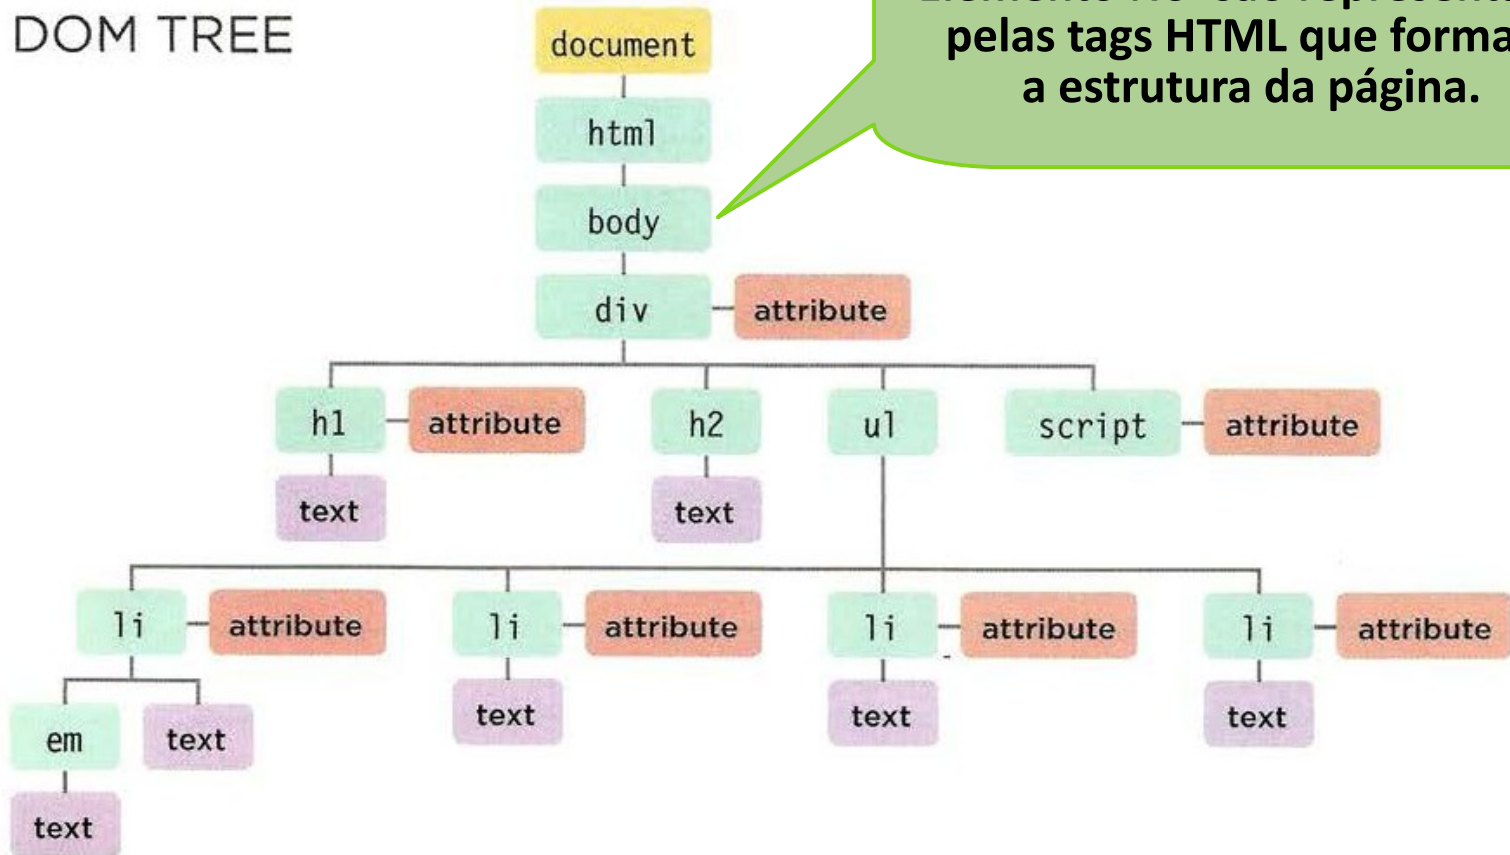 DOM TREE
pelas tags HTML que forma
a estrutura da página.
document
html
body
div attribute
h1 attribute h2 ul script attribute
text text
li attribute li attribute li attribute li attribute
text text text
em text
text